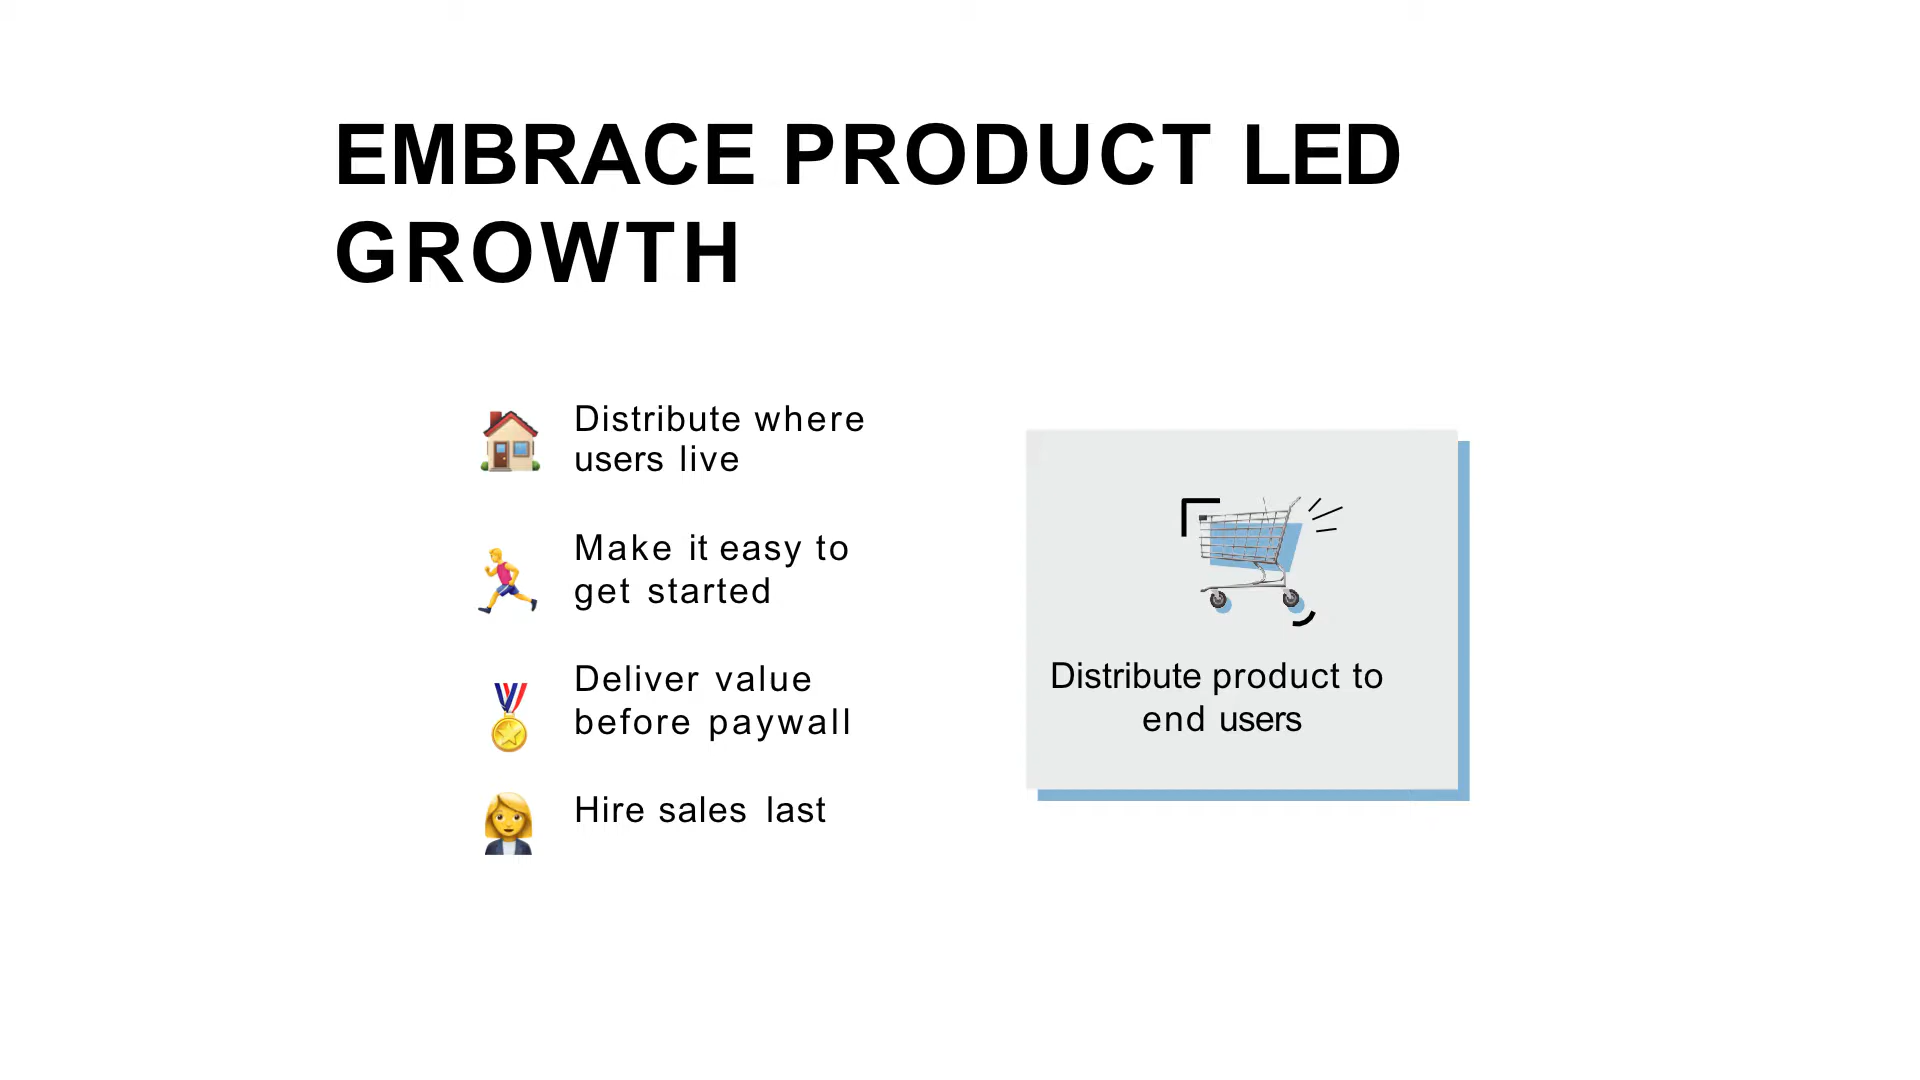 EMBRACE PRODUCT LED
GROWTH
Distribute where
users live
Make it easy to
get started
Deliver value
before paywall
Hire sales last
Distribute product to
end users